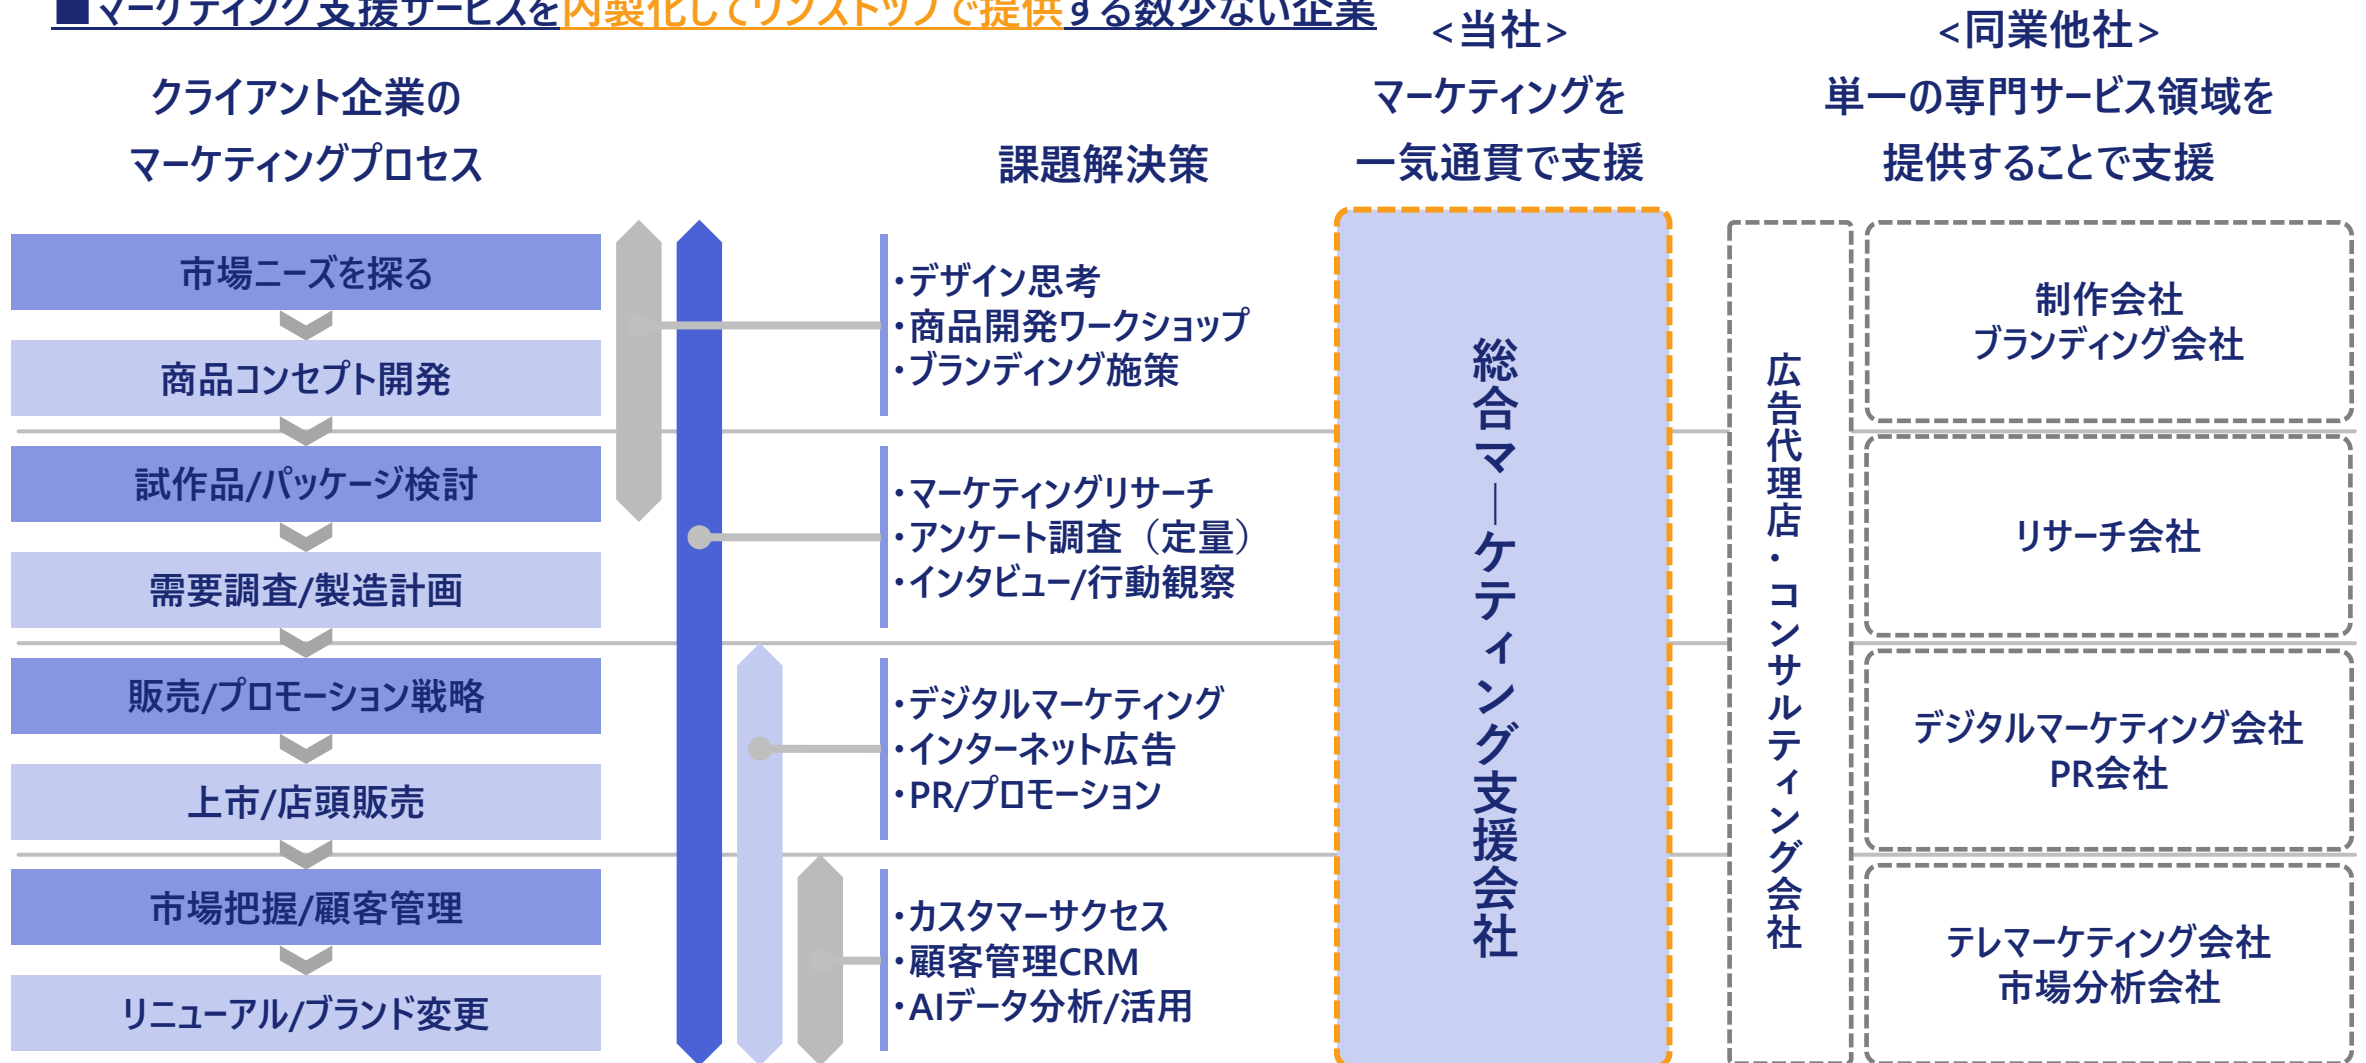 ■マーケティング支援サービスを内製化してワンストップで提供する数少ない企業
クライアント企業の
マーケティングプロセス
課題解決策
<当社>
マーケティングを
一気通貫で支援
<同業他社>
単一の専門サービス領域を
提供することで支援
市場ニーズを探る
商品コンセプト開発
試作品/パッケージ検討
需要調査/製造計画
販売/プロモーション戦略
上市/店頭販売
市場把握/顧客管理
リニューアル/ブランド変更
・デザイン思考
・商品開発ワークショップ
・ブランディング施策
・マーケティングリサーチ
・アンケート調査（定量）
・インタビュー/行動観察
・デジタルマーケティング
・インターネット広告
・PR/プロモーション
・カスタマーサクセス
・顧客管理CRM
・AIデータ分析/活用
総合マーケティング支援会社
広告代理店・コンサルティング会社
制作会社
ブランディング会社
リサーチ会社
デジタルマーケティング会社
PR会社
テレマーケティング会社
市場分析会社